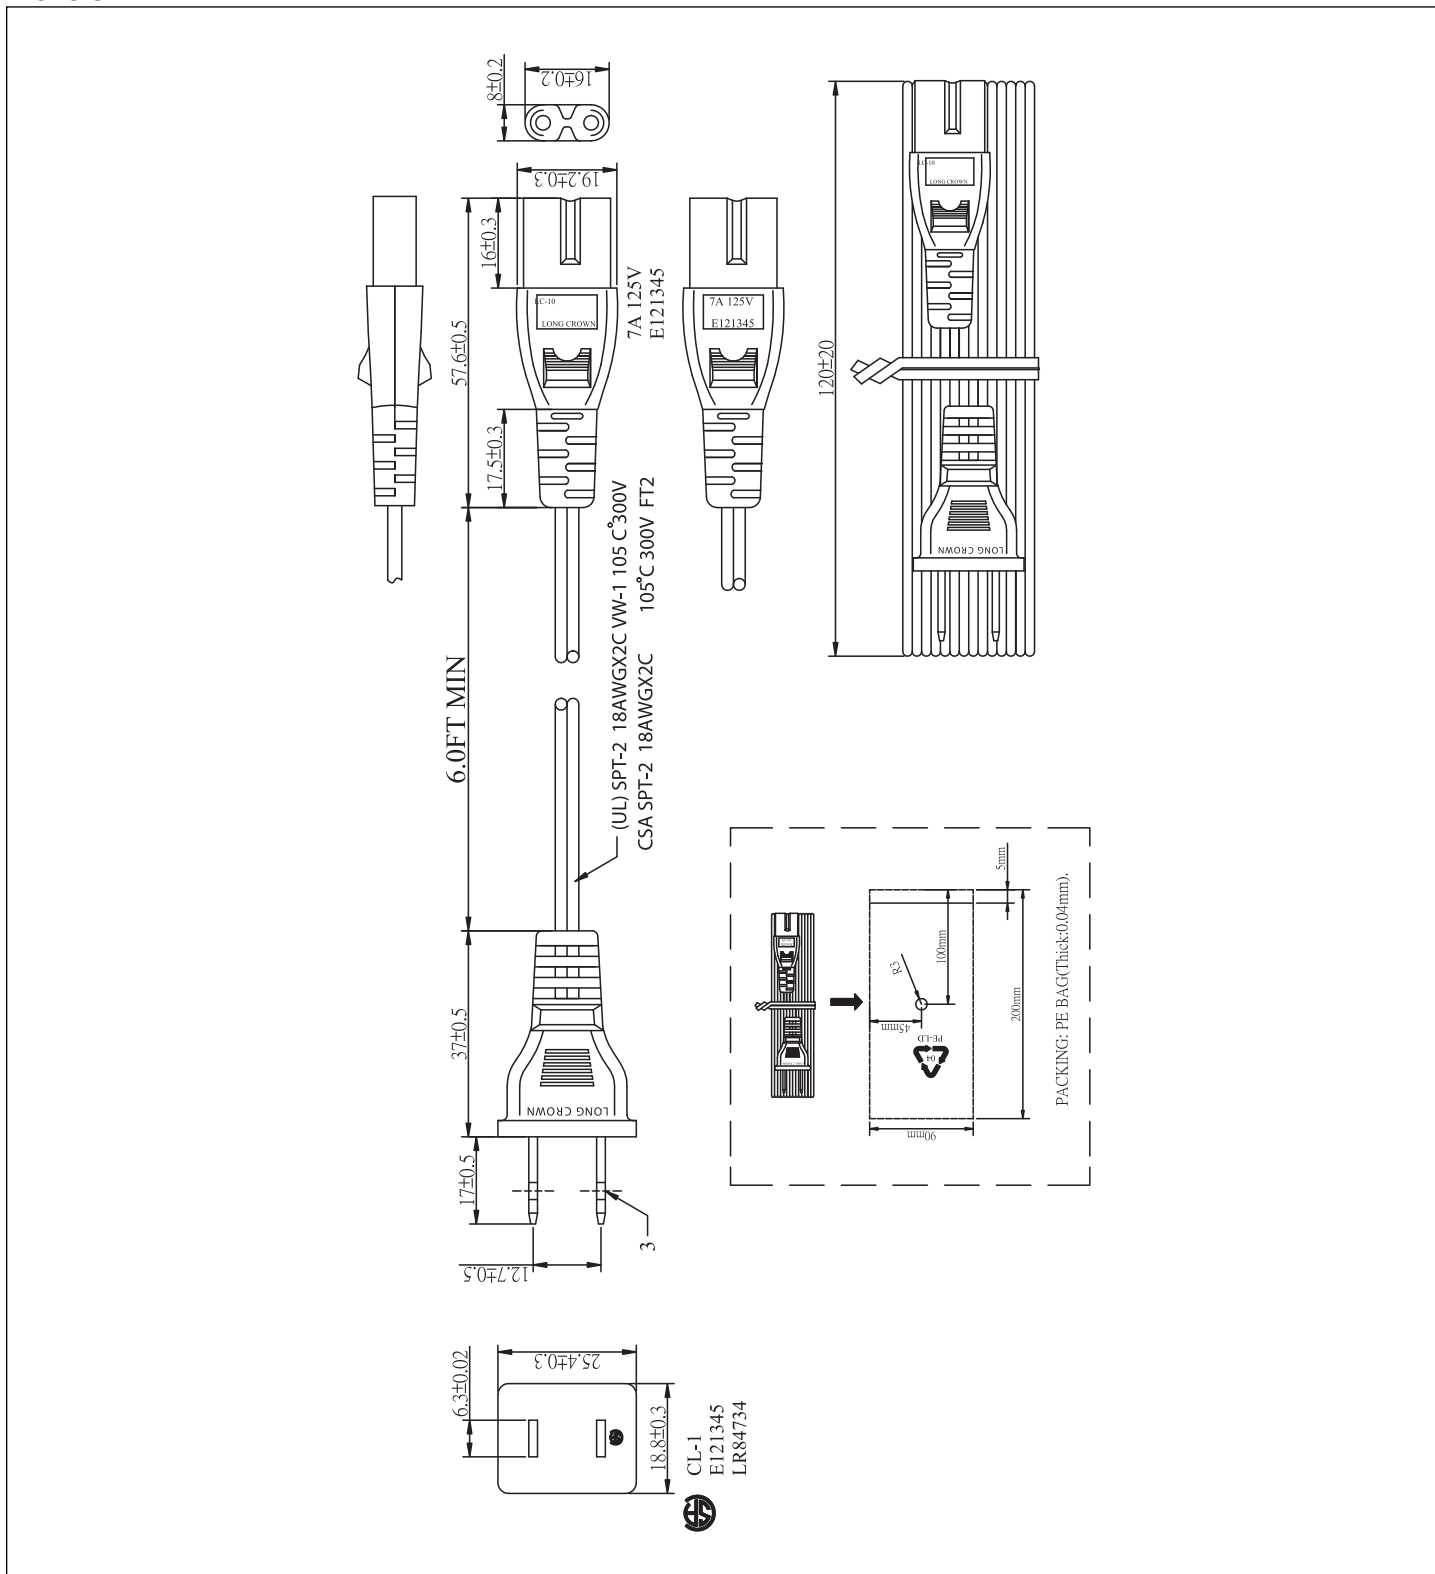 8±0.2
16±0.2
19.2±0.3
16±0.3
57.6±0.5
17.5±0.3
LC-10
LONG CROWN
7A 125V
E121345
7A 125V
E121345
LC-10
LONG CROWN
LONG CROWN
120±20
6.0FT MIN
(UL) SPT-2 18AWGX2C VW-1 105 C°300V
CSA SPT-2 18AWGX2C 105°C 300V FT2
37±0.5
LONG CROWN
17±0.5
3
12.7±0.5
5mm
100mm
200mm
R3
45mm
PE-LD
04
90mm
PACKING: PE BAG(Thick:0.04mm).
6.3±0.02
25.4±0.3
18.8±0.3
CL-1
E121345
LR84734